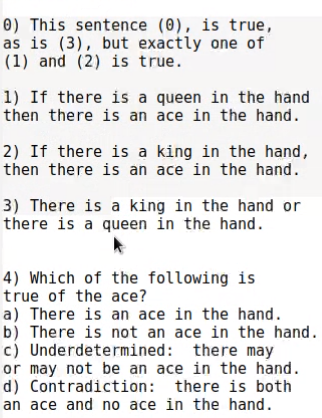 0) This sentence (0), is true,
as is (3), but exactly one of
(1) and (2) is true.
1) If there is a queen in the hand
then there is an ace in the hand.
2) If there is a king in the hand,
then there is an ace in the hand.
3) There is a king in the hand or
there is a queen in the hand.
4) Which of the following is
true of the ace?
a) There is an ace in the hand.
b) There is not an ace in the hand.
c) Underdetermined: there may
or may not be an ace in the hand.
d) Contradiction: there is both
an ace and no ace in the hand.